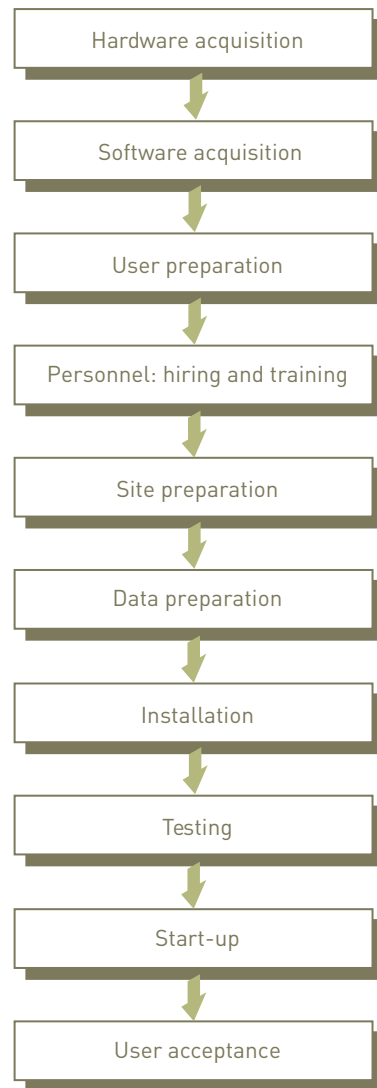 Hardware acquisition
Software acquisition
User preparation
Personnel: hiring and training
Site preparation
Data preparation
Installation
Testing
Start-up
User acceptance